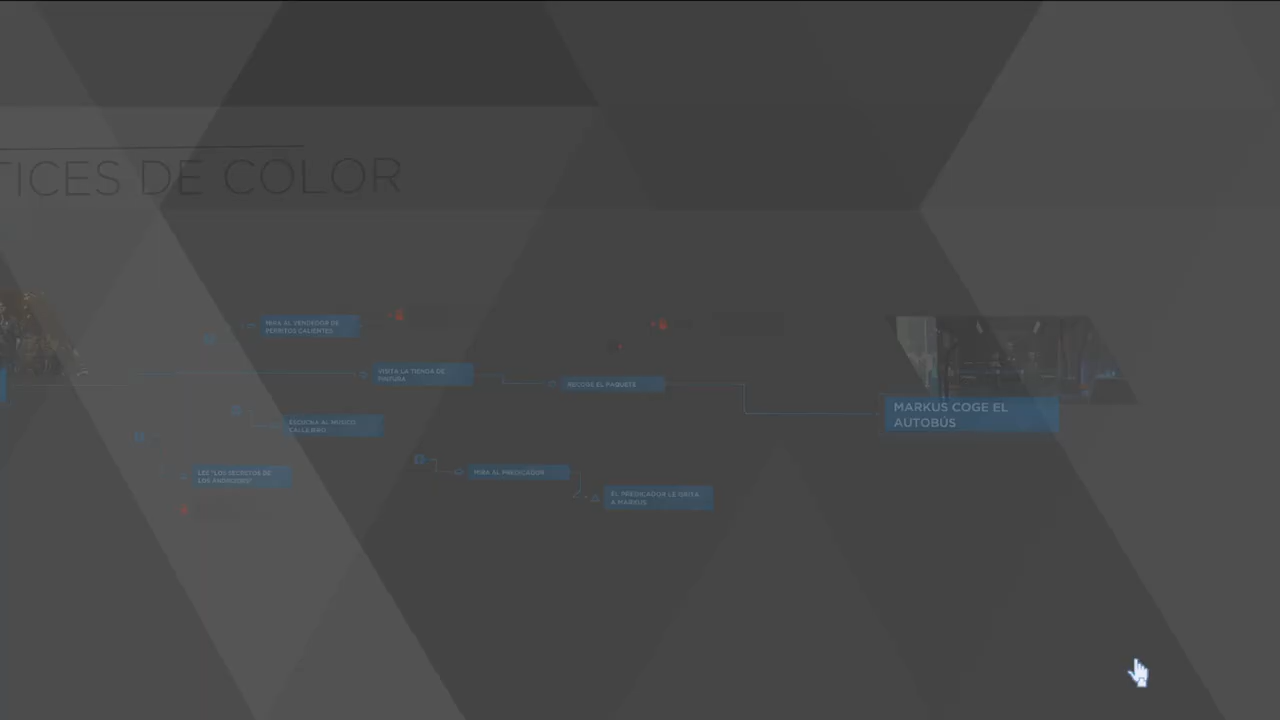 TICES DE COLOR
MIRA AL VENDEDOR DE
PERRITOS CALIENTES
VISITA LA TIENDA DE
PINTURA
RECOGE EL PAQUETE
MARKUS COGE EL
AUTOBÚS
ESCUCHA AL MÚSICO
CALLEJERO
LEE "LOS SECRETOS DE
LOS ANDROIDES"
MIRA AL PREDICADOR
EL PREDICADOR LE GRITA
A MARKUS